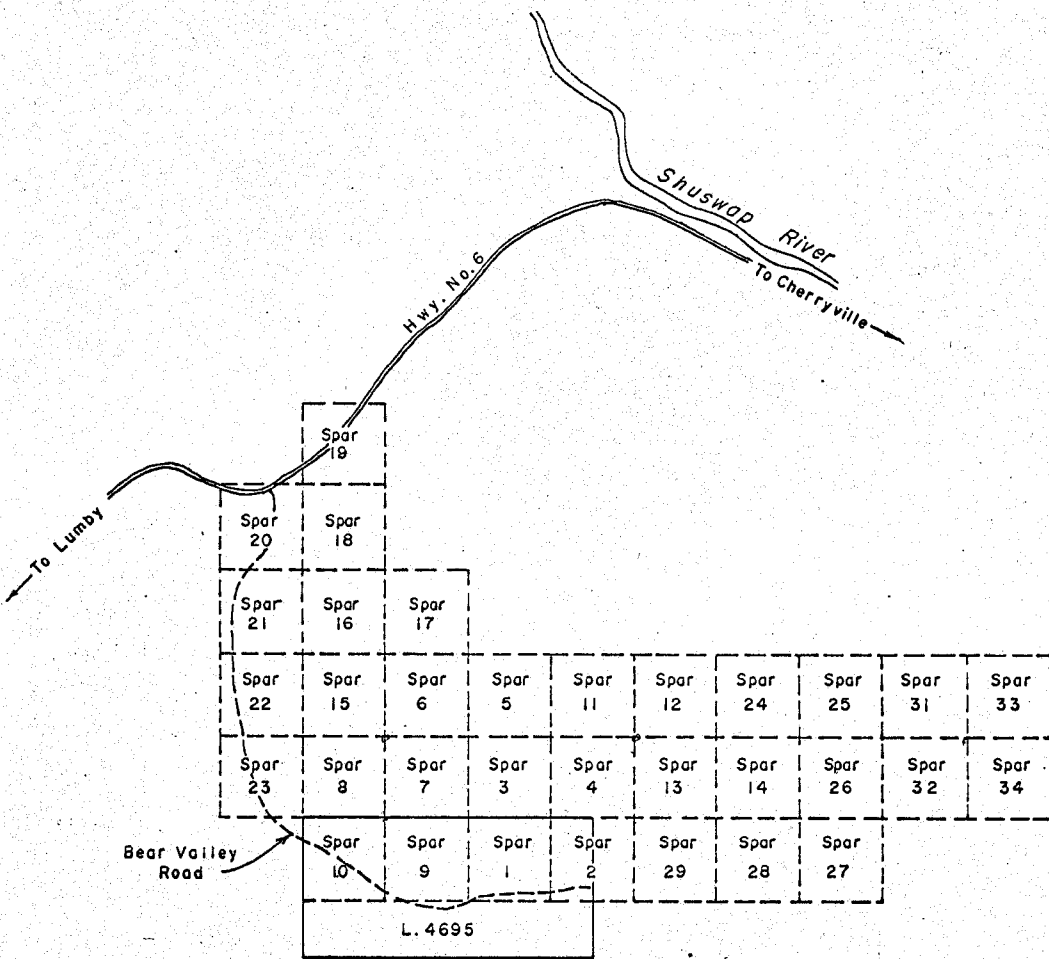 Shuswap River
Hwy. No. 6
To Cherryville
To Lumby
Spar
19
Spar
20
Spar
18
Spar
21
Spar
16
Spar
17
Spar
22
Spar
15
Spar
6
Spar
5
Spar
11
Spar
12
Spar
24
Spar
25
Spar
31
Spar
33
Spar
23
Spar
8
Spar
7
Spar
3
Spar
4
Spar
13
Spar
14
Spar
26
Spar
32
Spar
34
Bear Valley
Road
Spar
10
Spar
9
Spar
1
Spar
2
Spar
29
Spar
28
Spar
27
L. 4695